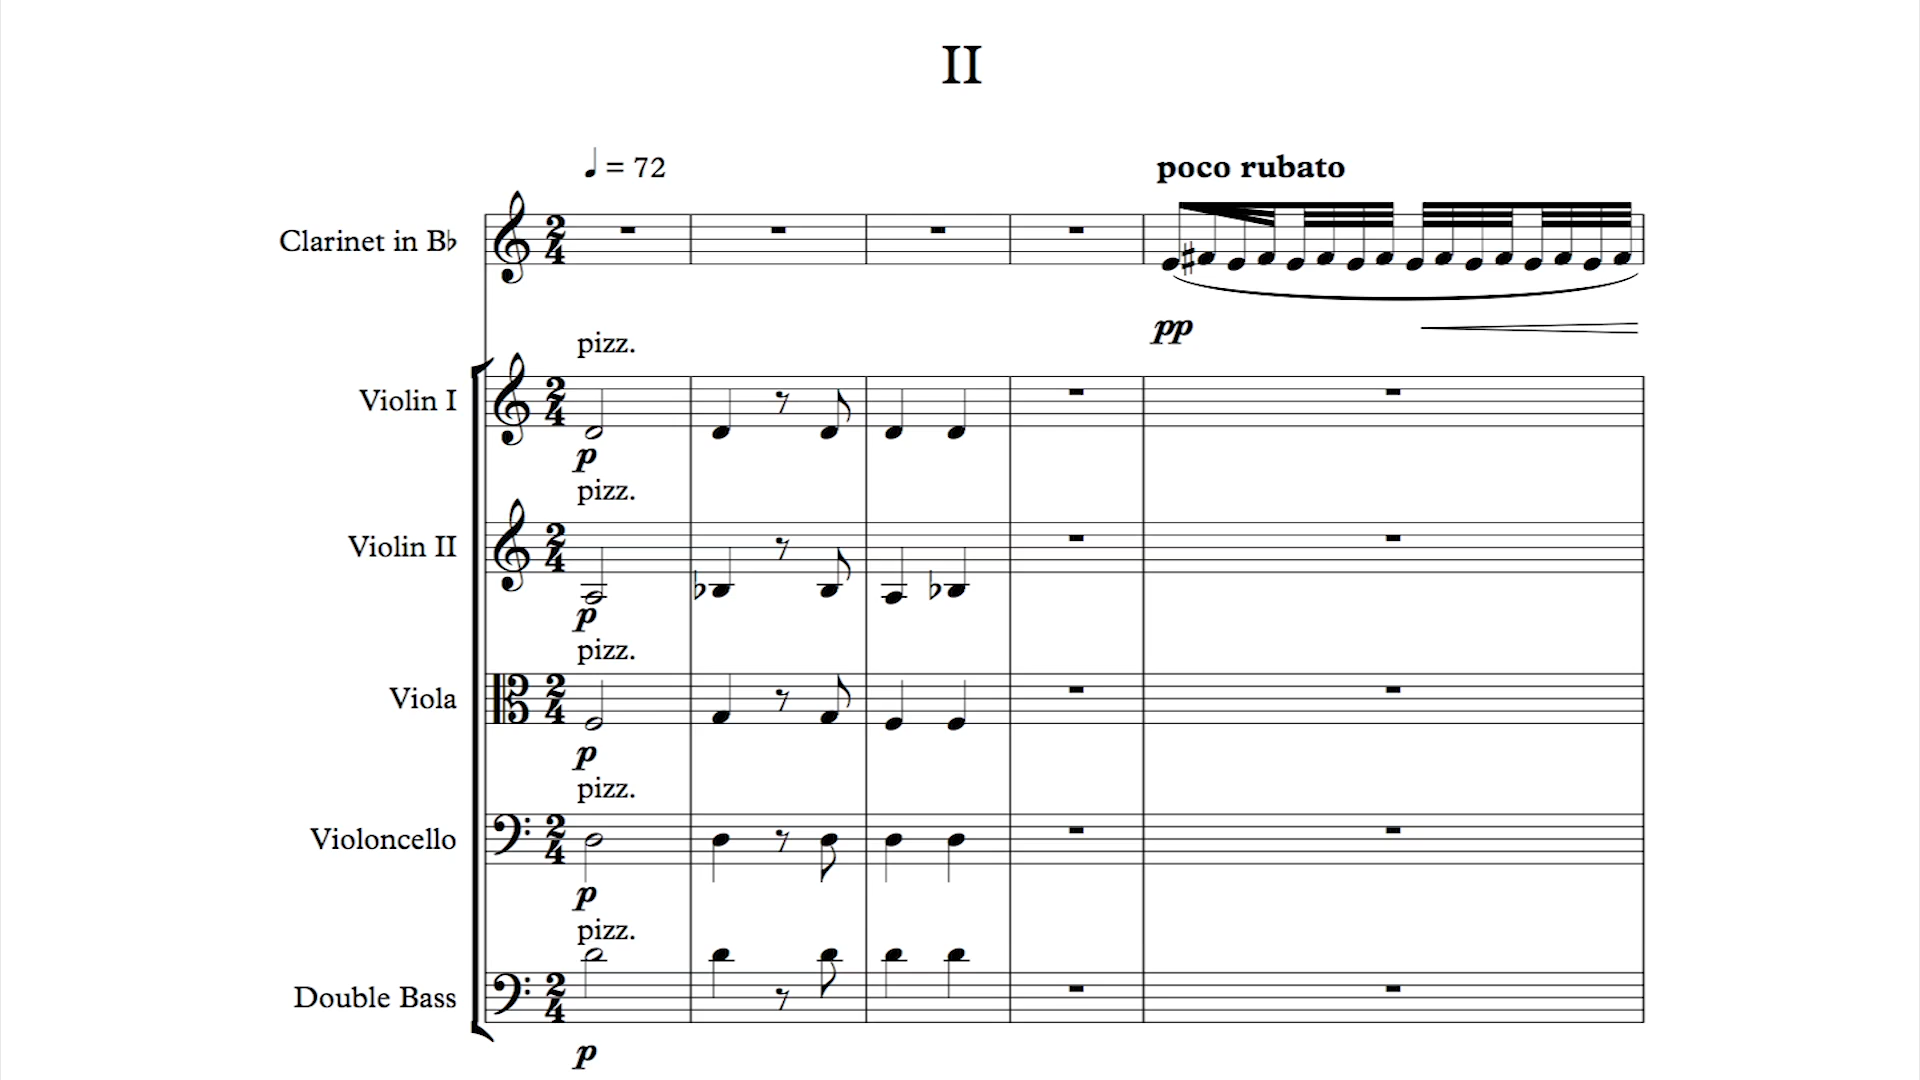 II
♩ = 72
poco rubato
Clarinet in B♭
pp
pizz.
Violin I
p
pizz.
Violin II
p
pizz.
Viola
p
pizz.
Violoncello
p
pizz.
Double Bass
p